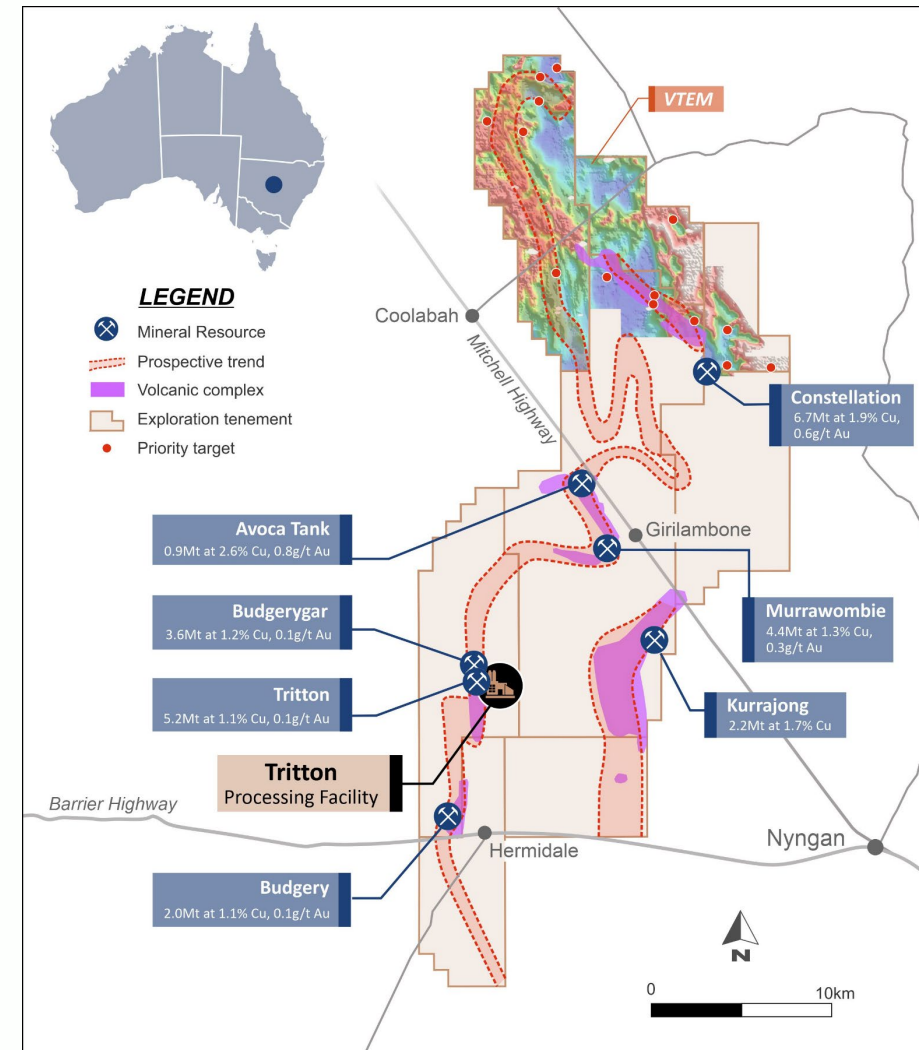 VTEM
LEGEND
Mineral Resource
Prospective trend
Volcanic complex
Exploration tenement
Priority target
Coolabah
Mitchell Highway
Constellation
6.7Mt at 1.9% Cu,
0.6g/t Au
Avoca Tank
0.9Mt at 2.6% Cu, 0.8g/t Au
Girilambone
Budgerygar
3.6Mt at 1.2% Cu, 0.1g/t Au
Murrawombie
4.4Mt at 1.3% Cu,
0.3g/t Au
Tritton
5.2Mt at 1.1% Cu, 0.1g/t Au
Kurrajong
2.2Mt at 1.7% Cu
Tritton
Processing Facility
Barrier Highway
Hermidale
Nyngan
Budgery
2.0Mt at 1.1% Cu, 0.1g/t Au
N
0 10km